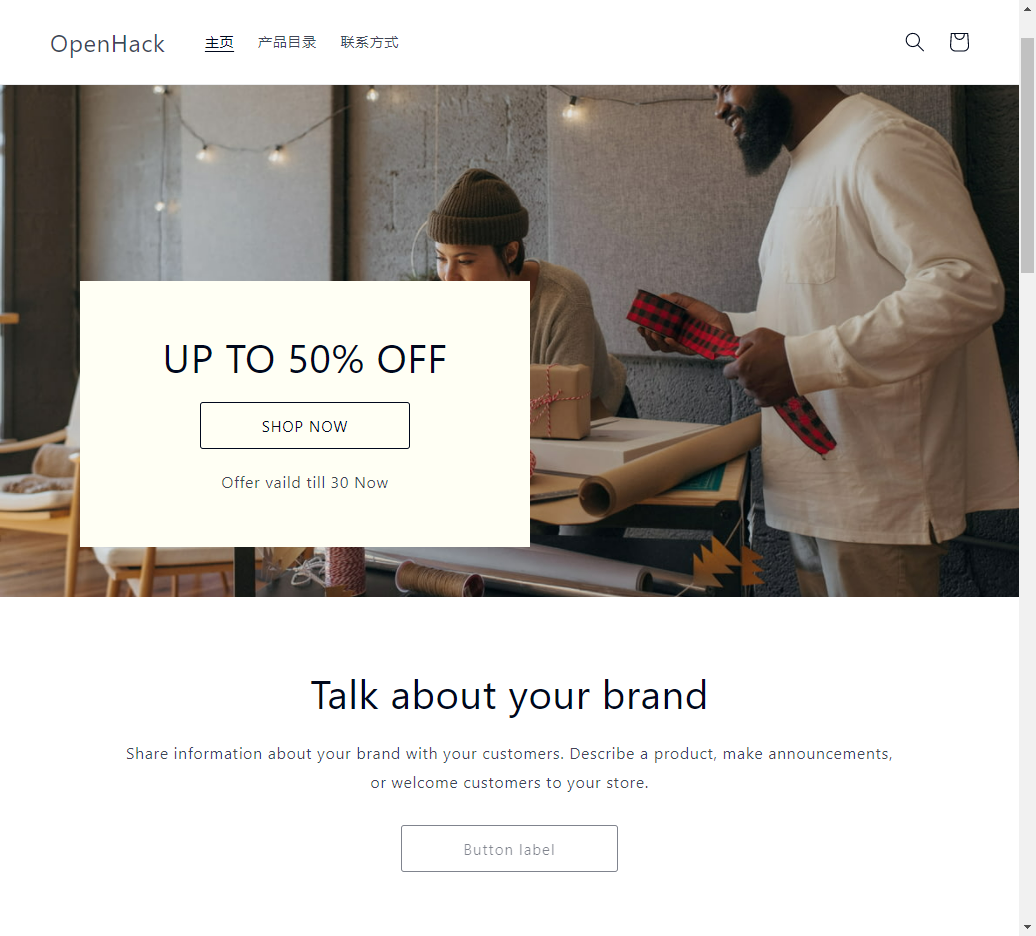 OpenHack
主页
产品目录
联系方式
UP TO 50% OFF
SHOP NOW
Offer vaild till 30 Now
Talk about your brand
Share information about your brand with your customers. Describe a product, make announcements,
or welcome customers to your store.
Button label